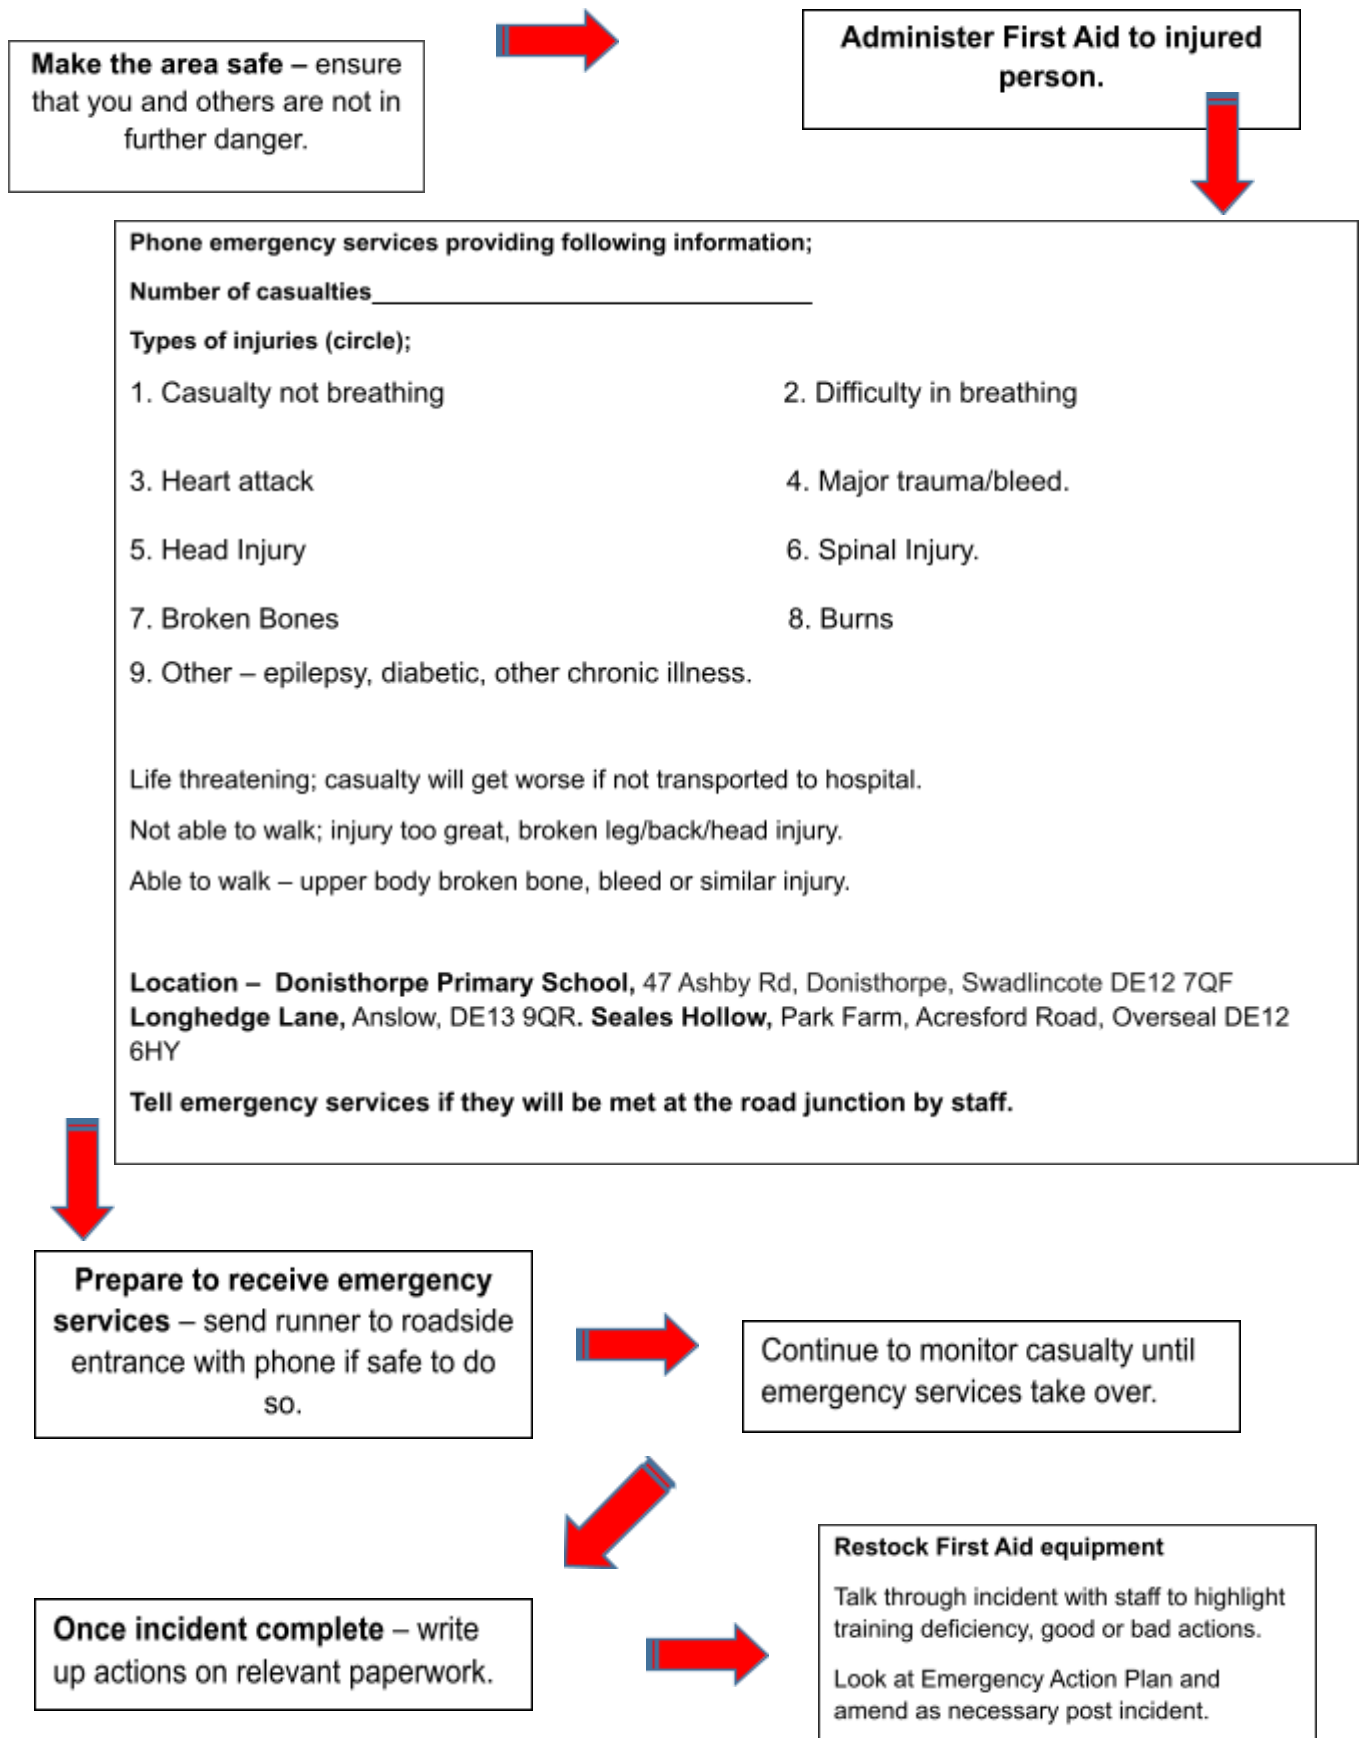 Make the area safe – ensure
that you and others are not in
further danger.
Administer First Aid to injured
person.
Phone emergency services providing following information;
Number of casualties_________________________________
Types of injuries (circle);
1. Casualty not breathing
2. Difficulty in breathing
3. Heart attack
4. Major trauma/bleed.
5. Head Injury
6. Spinal Injury.
7. Broken Bones
8. Burns
9. Other – epilepsy, diabetic, other chronic illness.
Life threatening; casualty will get worse if not transported to hospital.
Not able to walk; injury too great, broken leg/back/head injury.
Able to walk – upper body broken bone, bleed or similar injury.
Location – Donisthorpe Primary School, 47 Ashby Rd, Donisthorpe, Swadlincote DE12 7QF
Longhedge Lane, Anslow, DE13 9QR. Seales Hollow, Park Farm, Acresford Road, Overseal DE12
6HY
Tell emergency services if they will be met at the road junction by staff.
Prepare to receive emergency
services – send runner to roadside
entrance with phone if safe to do
so.
Continue to monitor casualty until
emergency services take over.
Once incident complete – write
up actions on relevant paperwork.
Restock First Aid equipment
Talk through incident with staff to highlight
training deficiency, good or bad actions.
Look at Emergency Action Plan and
amend as necessary post incident.